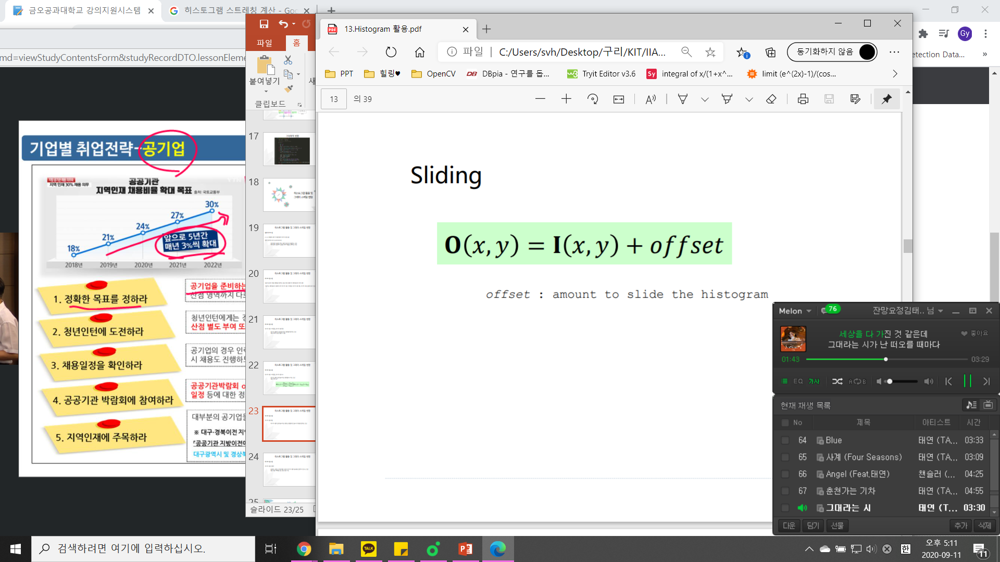 금오공과대학교 강의지원시스템
히스토그램 스트레칭 계산 - Goo
md=viewStudyContentsForm&studyRecordDTO.lessonEleme
etection Data...
Gy
파일
홈
붙여넣기
새
클립보드
17
18
19
20
21
22
23
24
25
슬라이드 23/25
13.Histogram 활용.pdf
파일
C:/Users/svh/Desktop/구리/KIT/IIA...
동기화하지 않음
PPT
힐링♥
OpenCV
DBpia - 연구를 돕...
Tryit Editor v3.6
integral of x/(1+x^...
limit (e^(2x)-1)/(cos...
13
의 39
Sliding
O(x, y) = I(x, y) + offset
offset : amount to slide the histogram
기업별 취업전략-공기업
지역 인재 30% 채용 의무
공공기관
지역인재 채용비율 확대 목표
출처: 국토교통부
18%
21%
24%
27%
30%
앞으로 5년간
매년 3%씩 확대
2018년
2019년
2020년
2021년
2022년
1. 정확한 목표를 정하라
2. 청년인턴에 도전하라
3. 채용일정을 확인하라
4. 공공기관 박람회에 참여하라
5. 지역인재에 주목하라
공기업을 준비하는
산점 영역까지 다
청년인턴에게는
산점 별도 부여 또
공기업의 경우 인
시 채용도 진행하
공공기관박람회
일정 등에 대한 정
대부분의 공기업
※ 대구·경북이전 지
「공공기관 지방이전에
대구광역시 및 경상북
Melon
76
잔망요정김태.. 님
세상을 다 가진 것 같은데
그대라는 시가 난 떠오를 때마다
좋아요
01:43
03:29
EQ
가사
A B
현재 재생 목록
No
제목
아티스트
시간
64
Blue
태연 (TA...
03:33
65
사계 (Four Seasons)
태연 (TA...
03:09
66
Angel (Feat.태연)
챈슬러 (...
04:25
67
춘천가는 기차
태연 (TA...
04:55
그대라는 시
태연 (T...
03:30
다운
담기
선물
추가
삭제
검색하려면 여기에 입력하십시오.
TALK
한
오후 5:11
2020-09-11
11